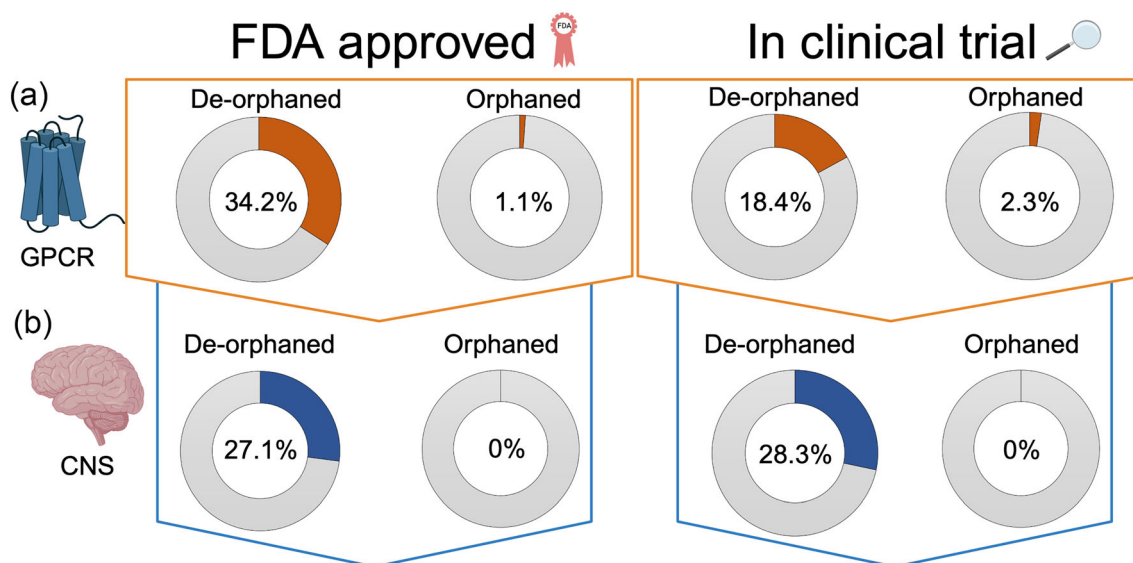 FDA approved
FDA
In clinical trial
(a)
De-orphaned
Orphaned
De-orphaned
Orphaned
34.2%
1.1%
18.4%
2.3%
GPCR
(b)
De-orphaned
Orphaned
De-orphaned
Orphaned
27.1%
0%
28.3%
0%
CNS